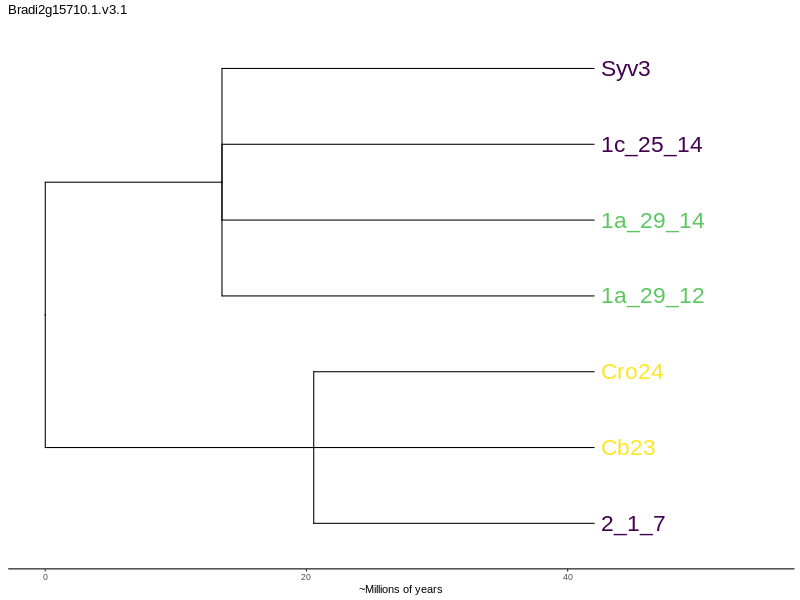 Bradi2g15710.1.v3.1
Syv3
1c_25_14
1a_29_14
1a_29_12
Cro24
Cb23
2_1_7
0 20 40
~Millions of years